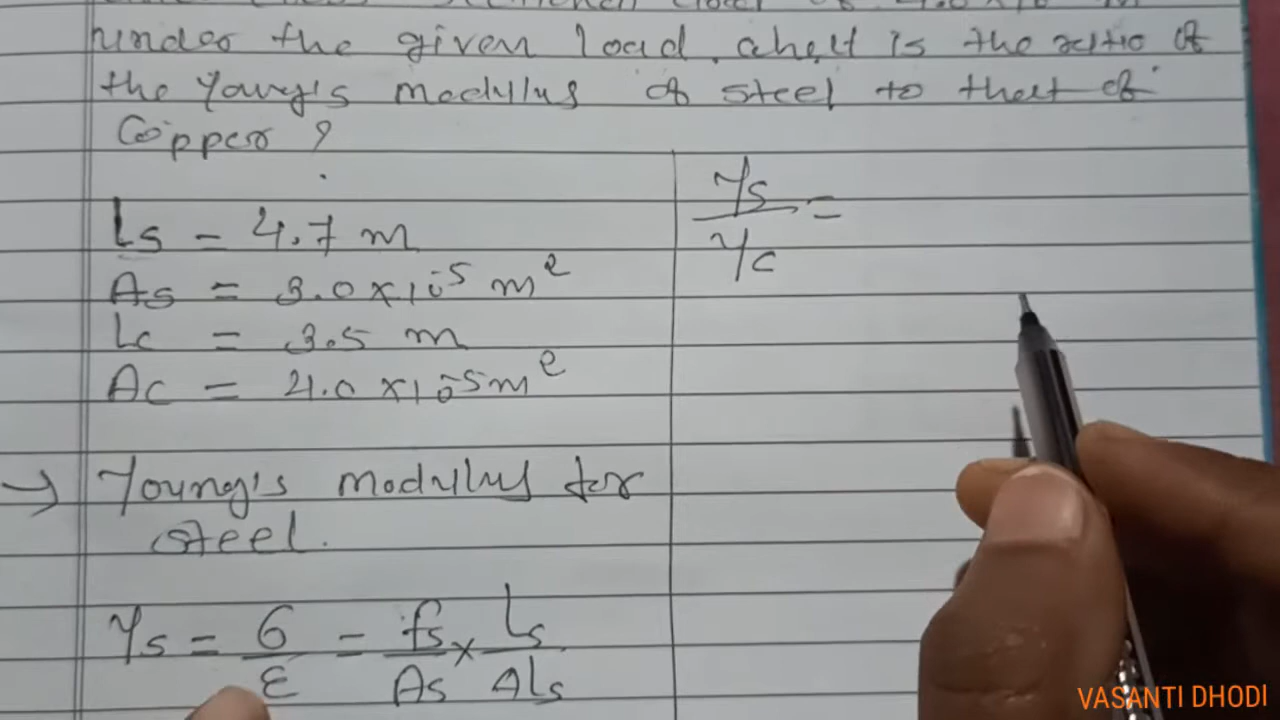 under the given load. what is the ratio of
the Young's modulus of steel to that of
Copper ?
Ls = 4.7 m
As = 3.0 × 10⁻⁵ m²
Lc = 3.5 m
Ac = 4.0 × 10⁻⁵ m²
→ Young's modulus for
steel.
Ys = σ/ε = fs/As × Ls/ΔLs
Ys/Yc =
VASANTI DHODI